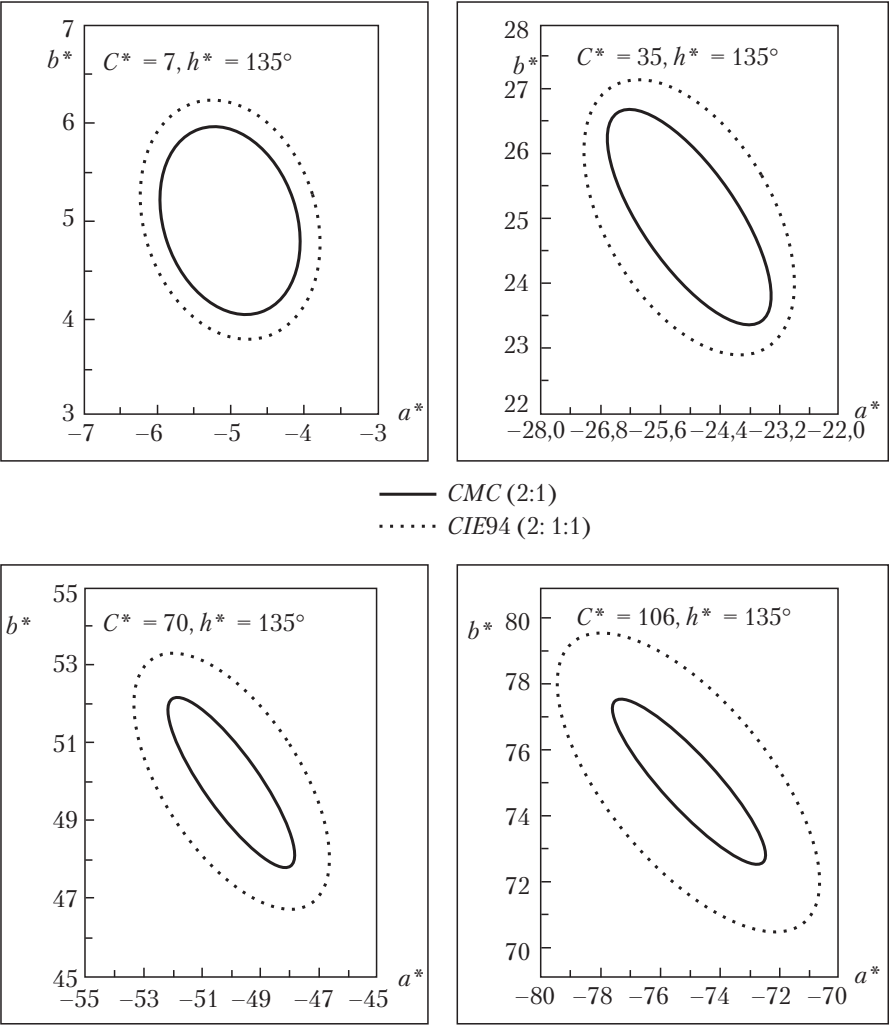 7
b* C* = 7, h* = 135°
6
5
4
3
a*
−7 −6 −5 −4 −3
28
b* C* = 35, h* = 135°
27
26
25
24
23
22
a*
−28,0 −26,8 −25,6 −24,4 −23,2 −22,0
CMC (2:1)
CIE94 (2: 1:1)
55
b* C* = 70, h* = 135°
53
51
49
47
45
a*
−55 −53 −51 −49 −47 −45
b* 80 C* = 106, h* = 135°
78
76
74
72
70
a*
−80 −78 −76 −74 −72 −70